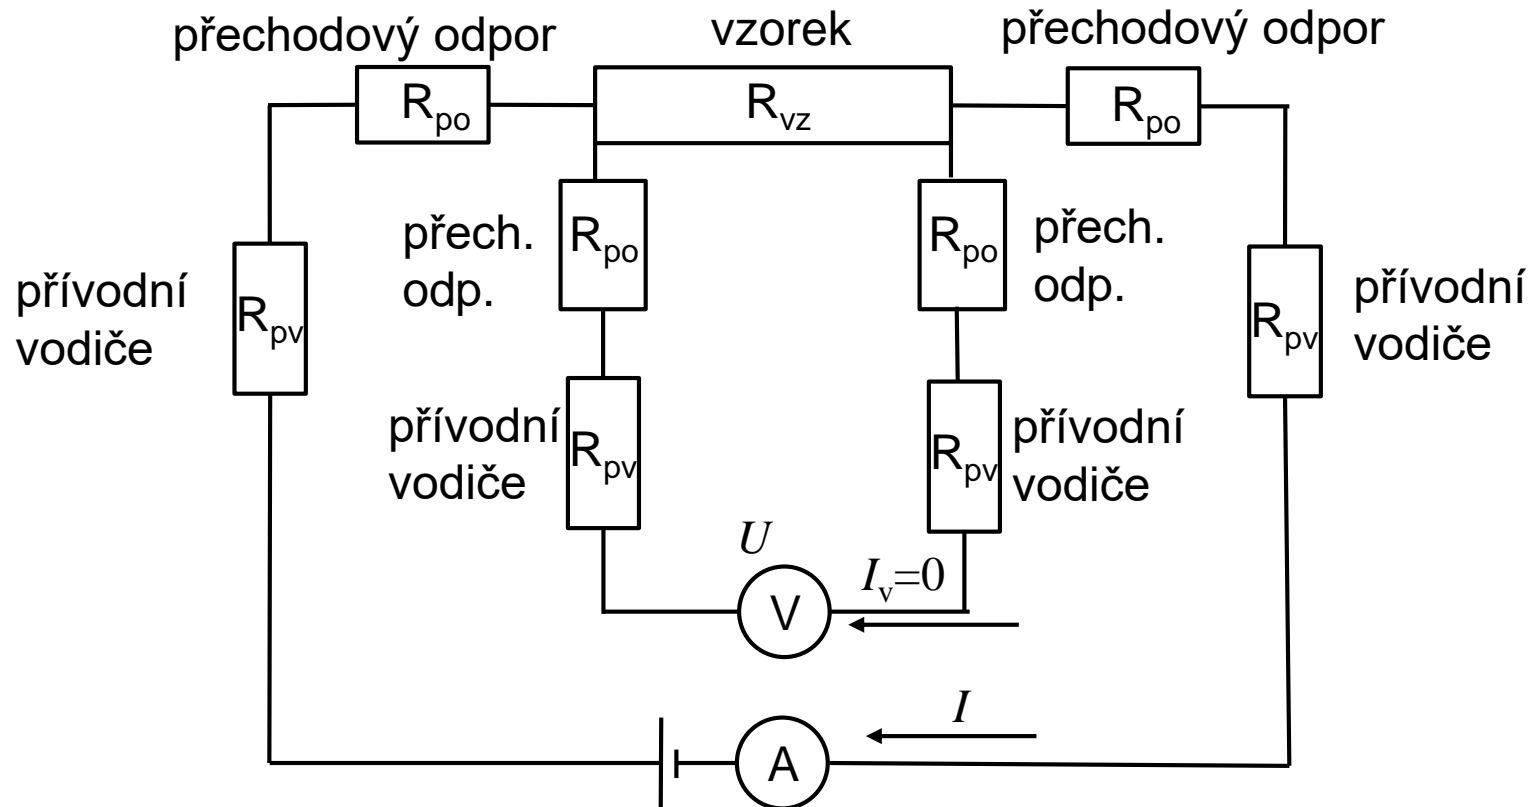 přechodový odpor
vzorek
přechodový odpor
Rpo
Rvz
Rpo
přech.
odp.
Rpo
Rpo
přech.
odp.
přívodní
vodiče
Rpv
Rpv
přívodní
vodiče
přívodní
vodiče
Rpv
Rpv
přívodní
vodiče
U
Iv=0
V
I
A